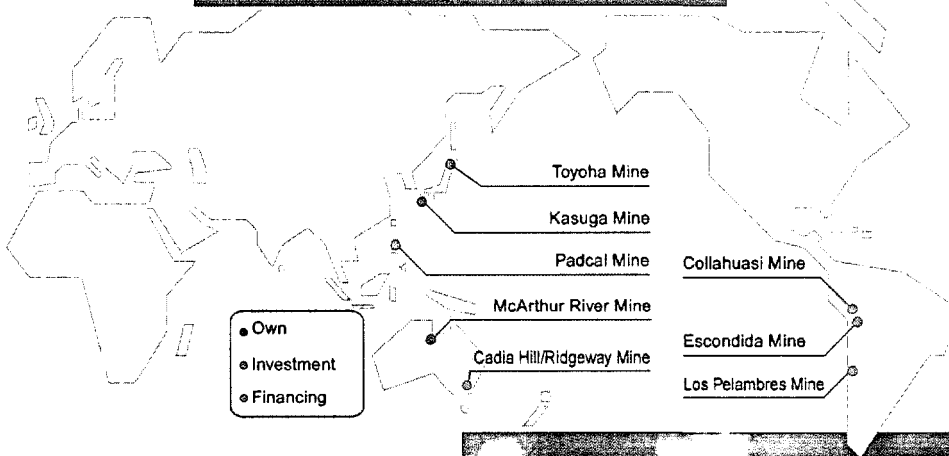 Toyoha Mine
Kasuga Mine
Padcal Mine
Collahuasi Mine
McArthur River Mine
Own
Escondida Mine
Investment
Cadia Hill/Ridgeway Mine
Los Pelambres Mine
Financing